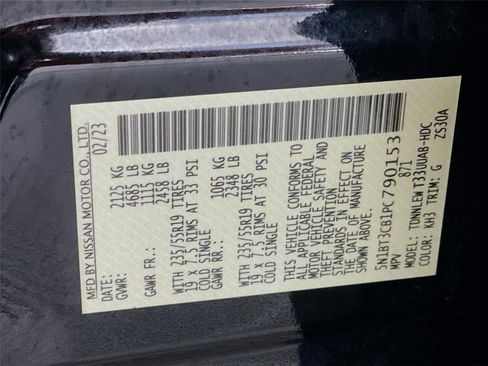 MFD BY NISSAN MOTOR CO., LTD.
DATE: 02/23
GVWR: 2125 KG
4685 LB
GAWR FR.: 1115 KG
2458 LB
WITH 235/55R19 TIRES
19 X 7.5 RIMS AT 33 PSI
COLD SINGLE
GAWR RR.: 1065 KG
2348 LB
WITH 235/55R19 TIRES
19 X 7.5 RIMS AT 30 PSI
COLD SINGLE
THIS VEHICLE CONFORMS TO
ALL APPLICABLE FEDERAL
MOTOR VEHICLE SAFETY AND
THEFT PREVENTION
STANDARDS IN EFFECT ON
THE DATE OF MANUFACTURE
SHOWN ABOVE.
5N1BT3CB1PC790153
MPV 871
TDNNLEWT33UUAB-HDC
COLOR: KH3 TRIM: G ZS30A